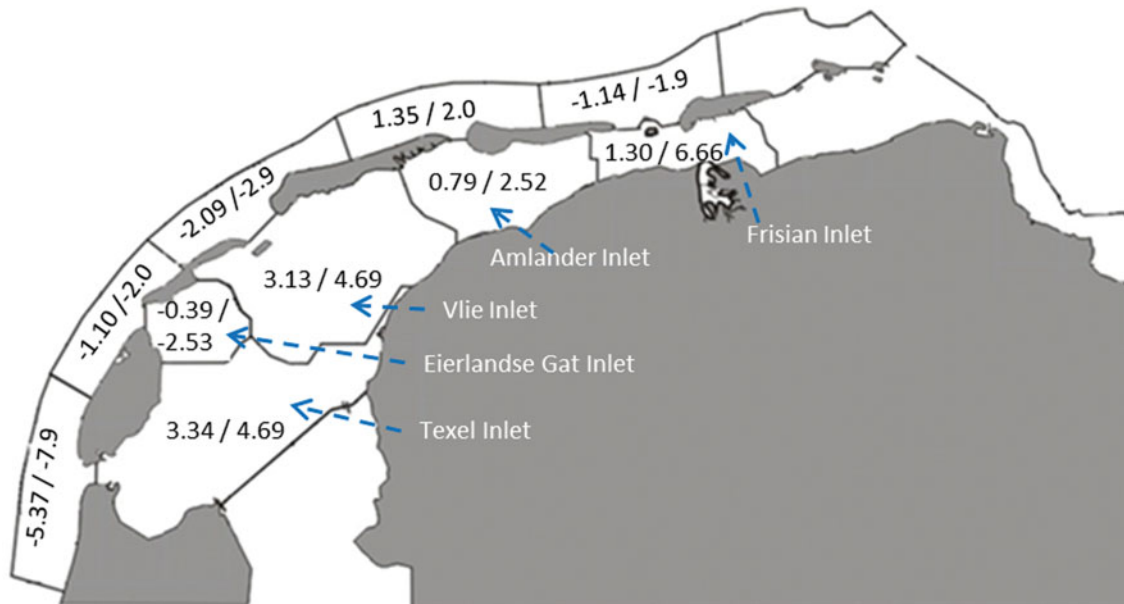 -1.14 / -1.9
1.35 / 2.0
1.30 / 6.66
0.79 / 2.52
-2.09 / -2.9
Frisian Inlet
Amlander Inlet
3.13 / 4.69
Vlie Inlet
-1.10 / -2.0
-0.39 /
-2.53
Eierlandse Gat Inlet
3.34 / 4.69
Texel Inlet
-5.37 / -7.9